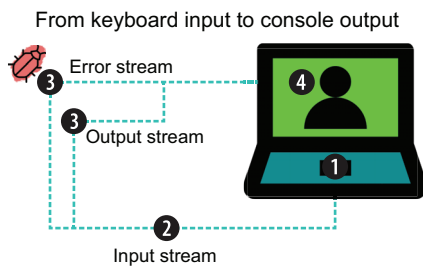 From keyboard input to console output
Error stream
3
4
3
Output stream
1
2
Input stream